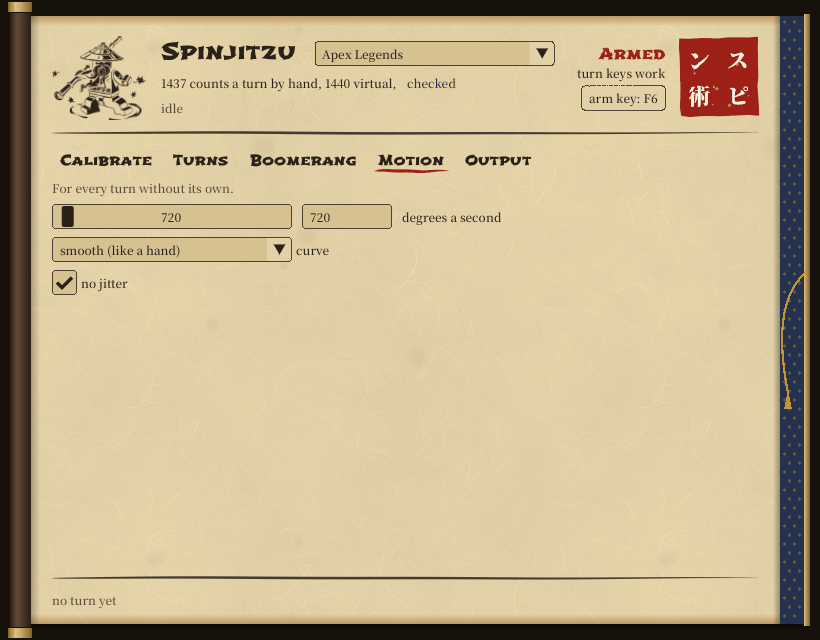 Spinjitzu
Apex Legends
1437 counts a turn by hand, 1440 virtual, checked
idle
Armed
turn keys work
arm key: F6
スピ
ン術
Calibrate Turns Boomerang Motion Output
For every turn without its own.
720 720 degrees a second
smooth (like a hand) curve
no jitter
no turn yet